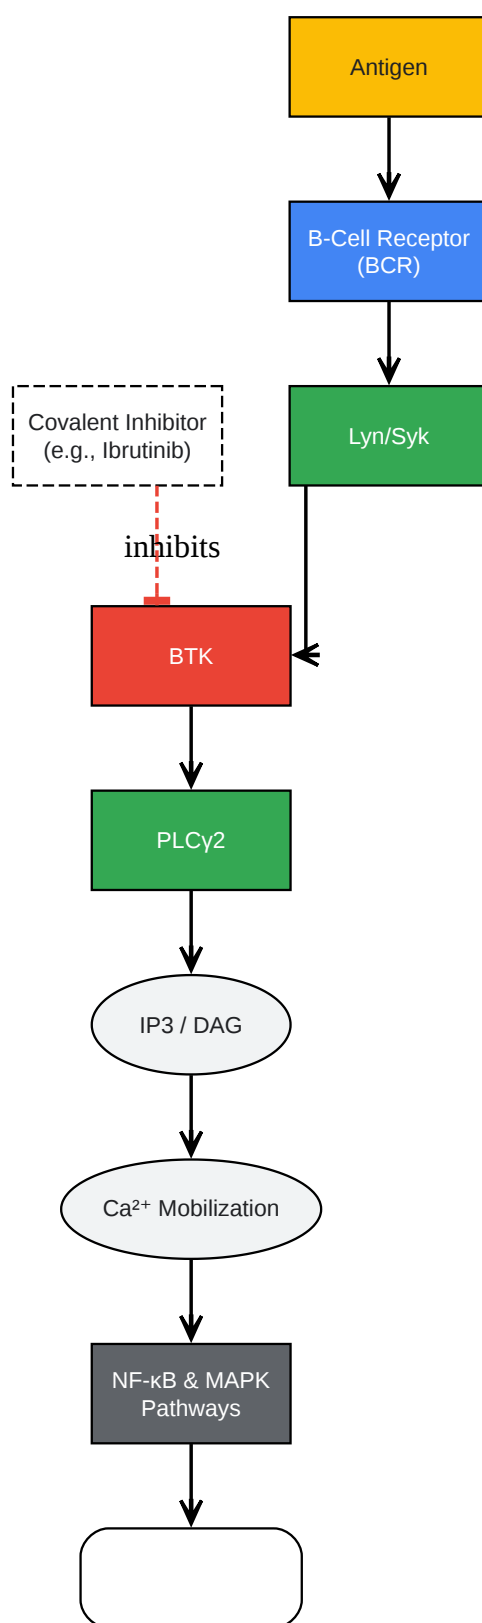 Antigen
B-Cell Receptor
(BCR)
Covalent Inhibitor
(e.g., Ibrutinib)
Lyn/Syk
inhibits
BTK
PLCγ2
IP3 / DAG
Ca²⁺ Mobilization
NF-κB & MAPK
Pathways